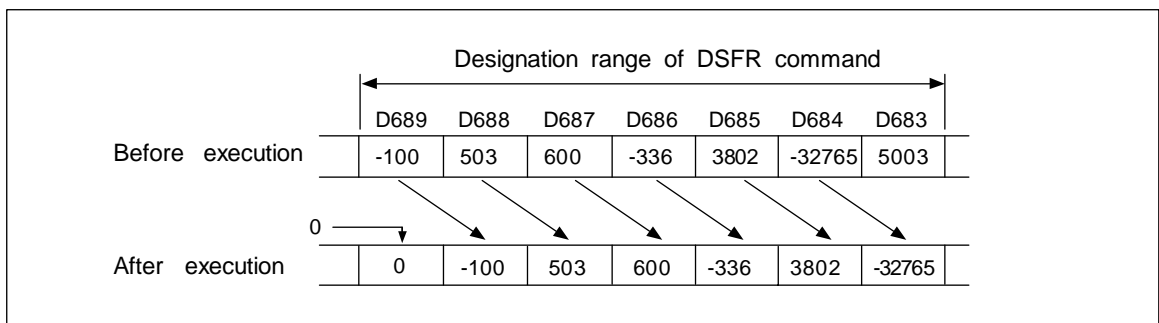 Designation range of DSFR command
D689 D688 D687 D686 D685 D684 D683
Before execution -100 503 600 -336 3802 -32765 5003
0
After execution 0 -100 503 600 -336 3802 -32765